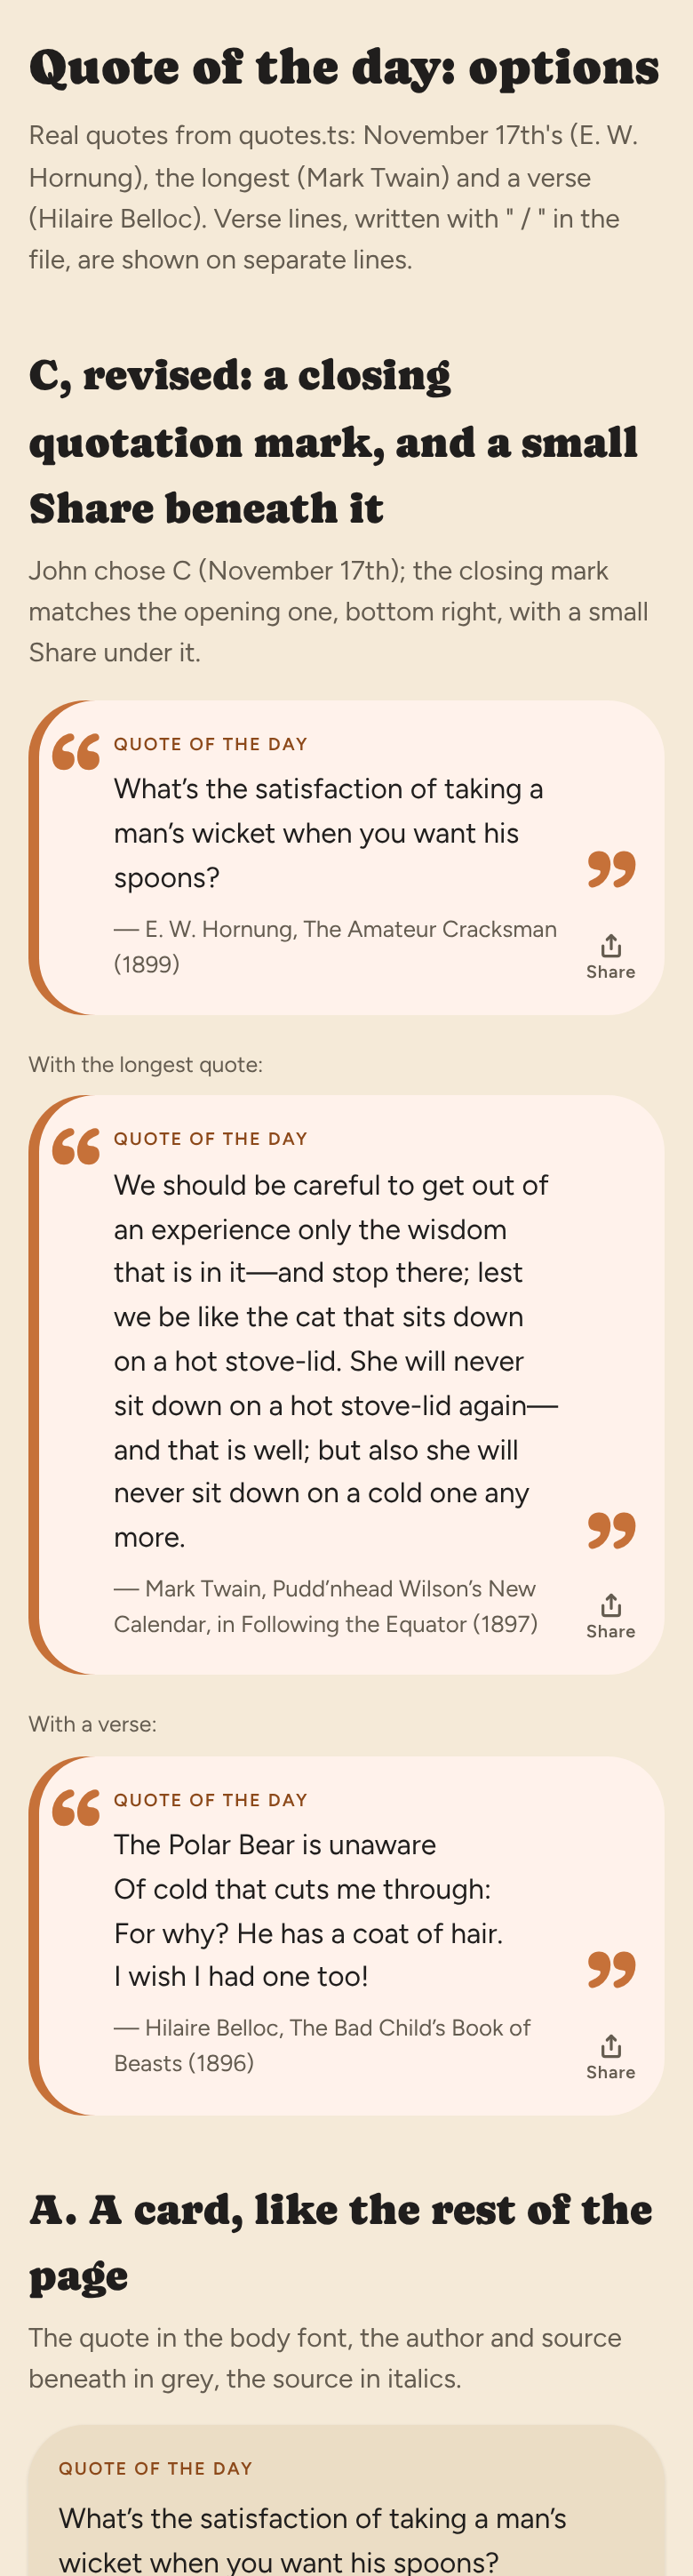 Quote of the day: options
Real quotes from quotes.ts: November 17th's (E. W.
Hornung), the longest (Mark Twain) and a verse
(Hilaire Belloc). Verse lines, written with " / " in the
file, are shown on separate lines.
C, revised: a closing
quotation mark, and a small
Share beneath it
John chose C (November 17th); the closing mark
matches the opening one, bottom right, with a small
Share under it.
“ QUOTE OF THE DAY
What’s the satisfaction of taking a
man’s wicket when you want his
spoons?
”
— E. W. Hornung, The Amateur Cracksman
(1899)
Share
With the longest quote:
“ QUOTE OF THE DAY
We should be careful to get out of
an experience only the wisdom
that is in it—and stop there; lest
we be like the cat that sits down
on a hot stove-lid. She will never
sit down on a hot stove-lid again—
and that is well; but also she will
never sit down on a cold one any
more.
”
— Mark Twain, Pudd’nhead Wilson’s New
Calendar, in Following the Equator (1897)
Share
With a verse:
“ QUOTE OF THE DAY
The Polar Bear is unaware
Of cold that cuts me through:
For why? He has a coat of hair.
I wish I had one too!
”
— Hilaire Belloc, The Bad Child’s Book of
Beasts (1896)
Share
A. A card, like the rest of the
page
The quote in the body font, the author and source
beneath in grey, the source in italics.
QUOTE OF THE DAY
What’s the satisfaction of taking a man’s
wicket when you want his spoons?